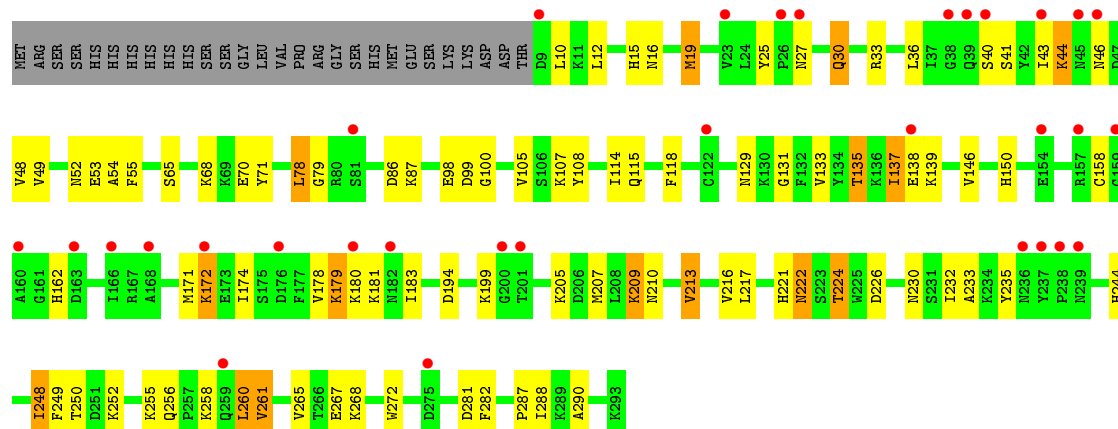 MET ARG SER SER HIS HIS HIS HIS HIS HIS SER SER GLY LEU VAL PRO ARG GLY SER HIS MET GLU SER LYS LYS ASP ASP THR D9 L10 K11 L12 H15 N16 M19 V23 L24 Y25 P26 N27 Q30 R33 L36 I37 G38 Q39 S40 S41 Y42 I43 K44 N45 N46 D47
V48 V49 N52 E53 A54 F55 S65 K68 K69 E70 Y71 L78 G79 R80 S81 D86 K87 E98 D99 G100 V105 S106 K107 Y108 I114 Q115 F118 C122 N129 K130 G131 F132 V133 Y134 T135 K136 I137 E138 K139 V146 H150 E154 R157 C158 G159
A160 G161 H162 D163 I166 R167 A168 M171 K172 E173 I174 S175 D176 F177 V178 K179 K180 K181 N182 I183 D194 K199 G200 T201 K205 D206 M207 L208 K209 N210 V213 V216 L217 H221 N222 S223 T224 W225 D226 N230 S231 I232 A233 K234 Y235 N236 Y237 P238 N239 H244
I248 F249 T250 D251 K252 K255 Q256 P257 K258 Q259 L260 V261 V265 T266 E267 K268 W272 D275 D281 F282 P287 I288 K289 A290 K293